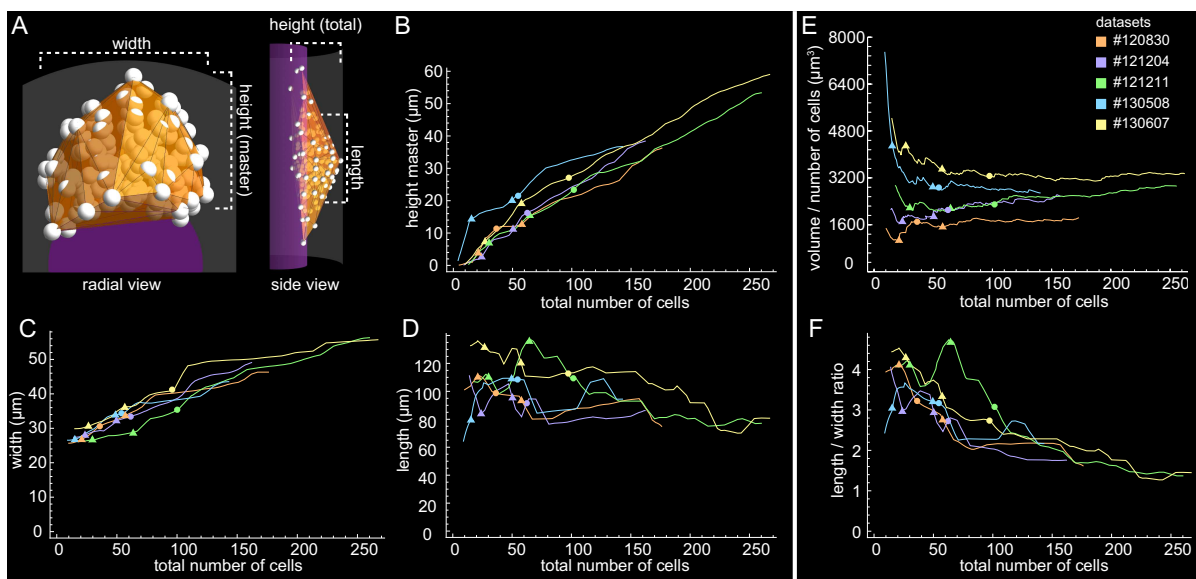 A
width
height (master)
radial view
height (total)
length
side view
B
height master (µm)
60
50
40
30
20
10
0
0 50 100 150 200 250
total number of cells
E
volume / number of cells (µm³)
8000
6400
4800
3200
1600
0
0 50 100 150 200 250
total number of cells
datasets
#120830
#121204
#121211
#130508
#130607
C
width (µm)
50
40
30
20
10
0
0 50 100 150 200 250
total number of cells
D
length (µm)
120
100
80
60
40
20
0
0 50 100 150 200 250
total number of cells
F
length / width ratio
4
3
2
1
0
0 50 100 150 200 250
total number of cells